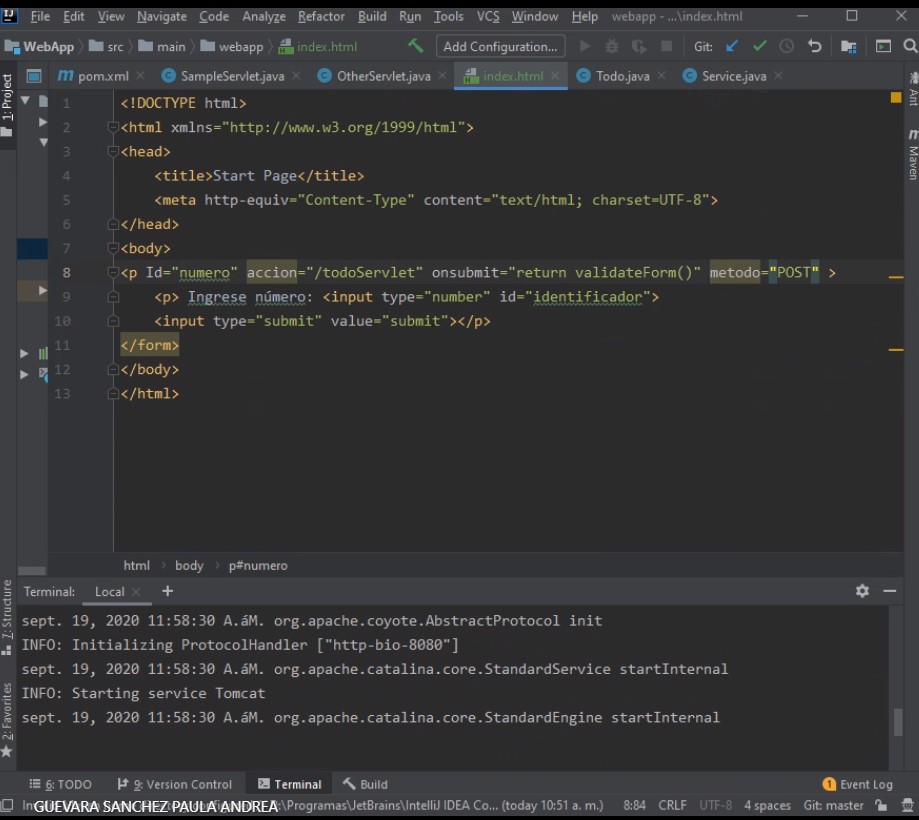 File Edit View Navigate Code Analyze Refactor Build Run Tools VCS Window Help webapp - ...\index.html
WebApp src main webapp index.html Add Configuration... Git:
pom.xml SampleServlet.java OtherServlet.java index.html Todo.java Service.java
1: Project
Ant
Maven
1 <!DOCTYPE html>
2 <html xmlns="http://www.w3.org/1999/html">
3 <head>
4 <title>Start Page</title>
5 <meta http-equiv="Content-Type" content="text/html; charset=UTF-8">
6 </head>
7 <body>
8 <p Id="numero" accion="/todoServlet" onsubmit="return validateForm()" metodo="POST" >
9 <p> Ingrese número: <input type="number" id="identificador">
10 <input type="submit" value="submit"></p>
11 </form>
12 </body>
13 </html>
html body p#numero
Terminal: Local +
7: Structure
2: Favorites
sept. 19, 2020 11:58:30 A.áM. org.apache.coyote.AbstractProtocol init
INFO: Initializing ProtocolHandler ["http-bio-8080"]
sept. 19, 2020 11:58:30 A.áM. org.apache.catalina.core.StandardService startInternal
INFO: Starting service Tomcat
sept. 19, 2020 11:58:30 A.áM. org.apache.catalina.core.StandardEngine startInternal
6: TODO 9: Version Control Terminal Build 1 Event Log
GUEVARA SANCHEZ PAULA ANDREA :\Programas\JetBrains\IntelliJ IDEA Co... (today 10:51 a. m.) 8:84 CRLF UTF-8 4 spaces Git: master